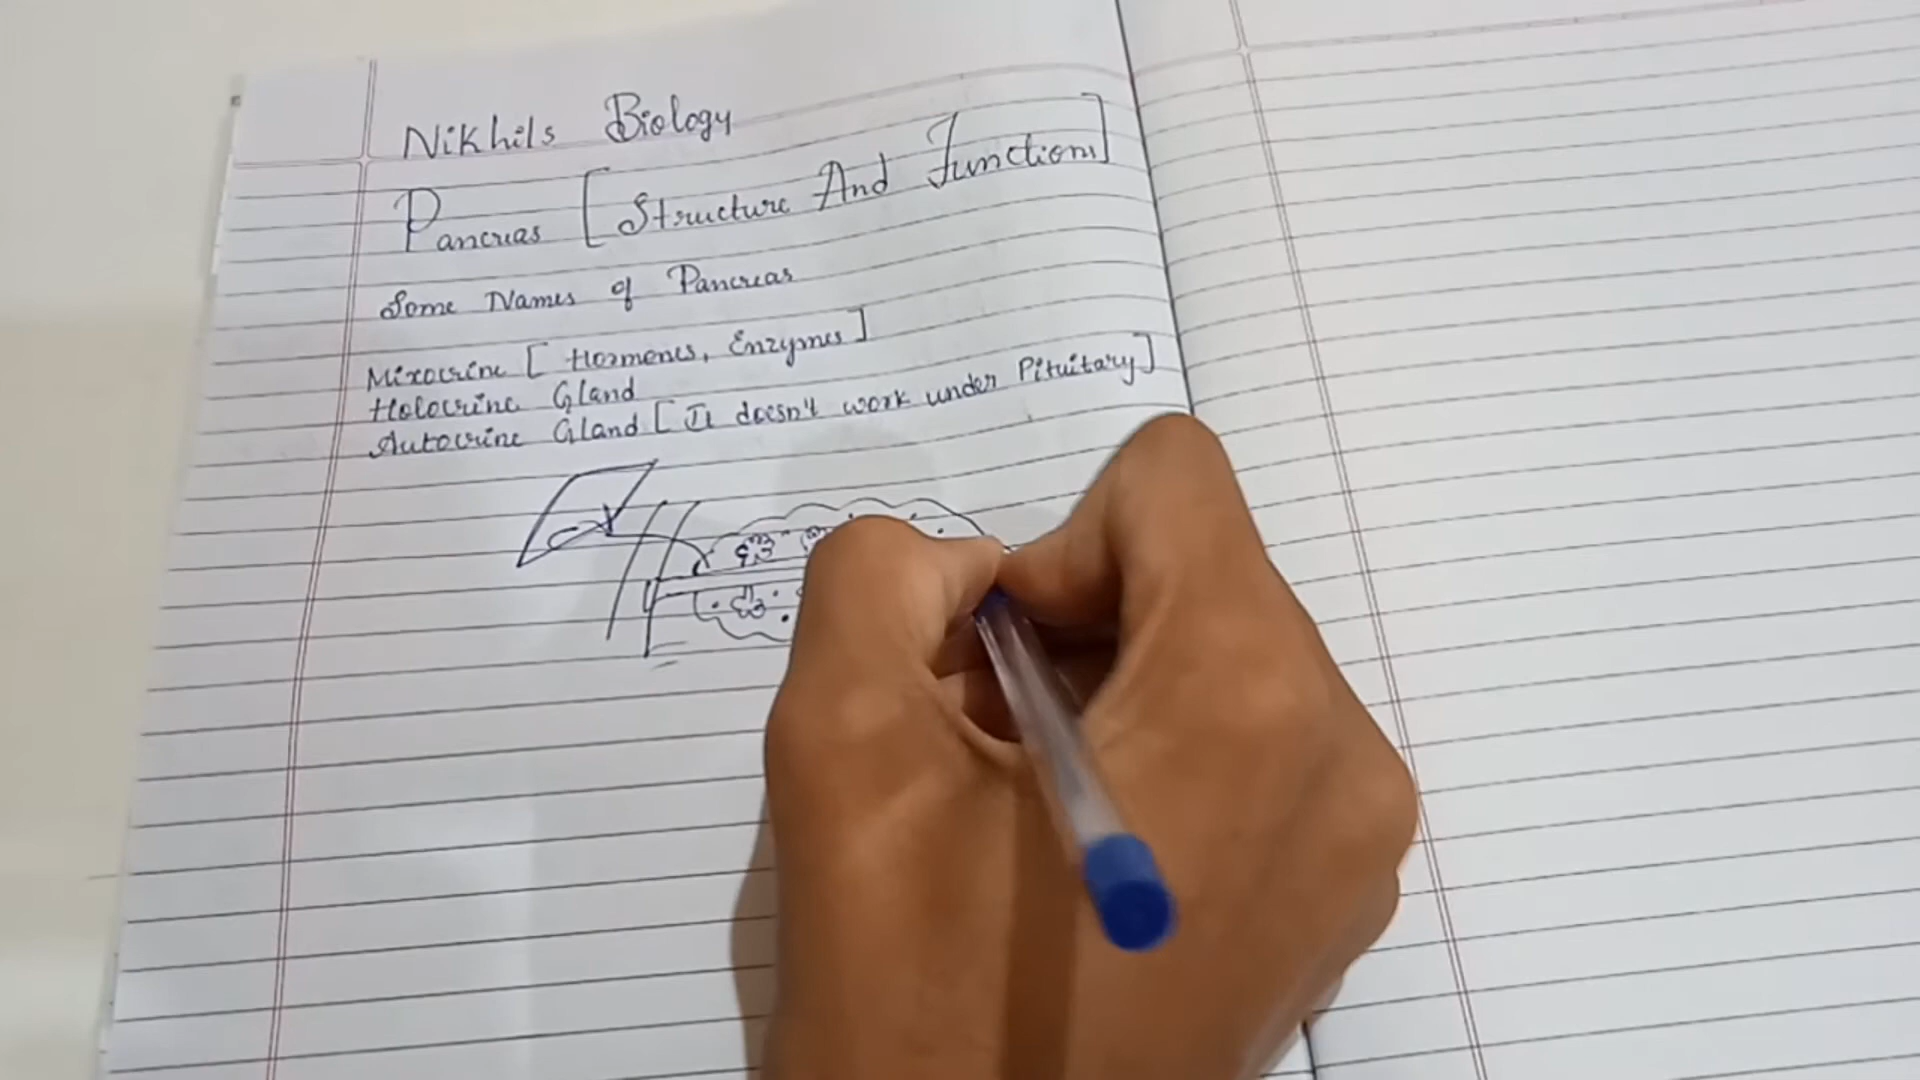 Nikhils Biology
Pancreas [Structure And Function]
Some Names of Pancreas
Mixocrine [Hormones, Enzymes]
Holocrine Gland
Autocrine Gland [It doesn't work under Pituitary]